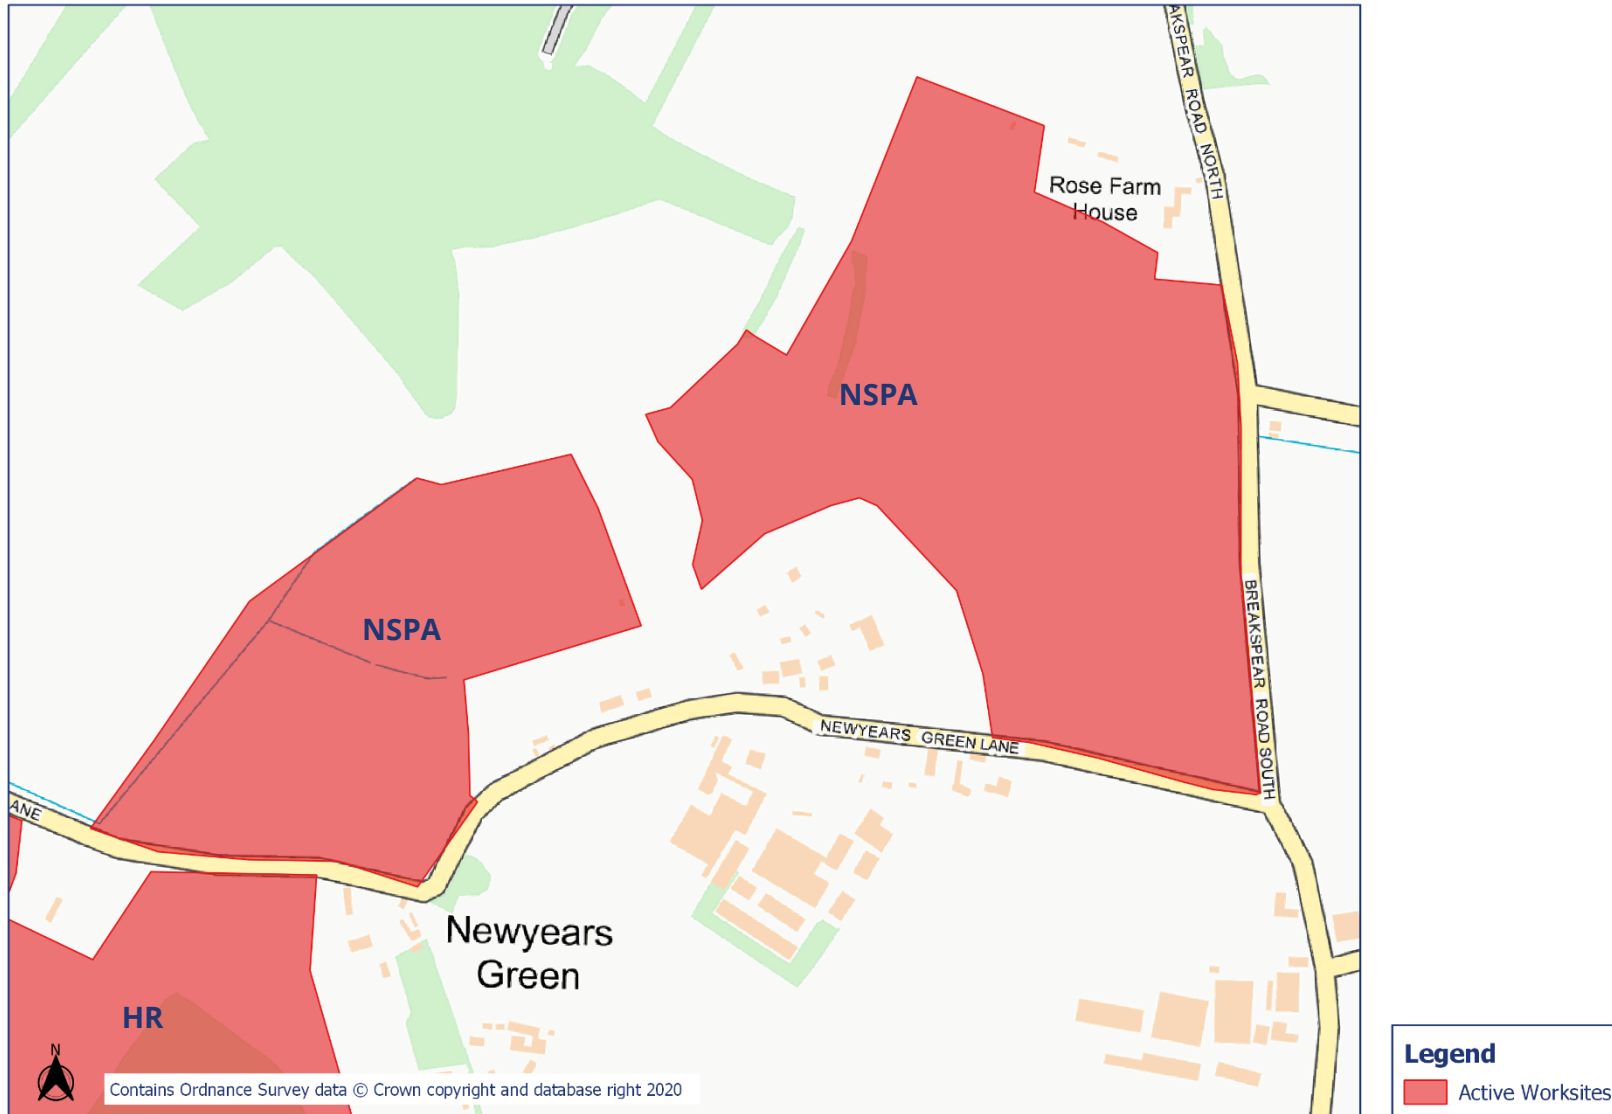 AKSPEAR ROAD NORTH
Rose Farm
House
NSPA
NSPA
BREAKSPEAR ROAD SOUTH
NEWYEARS GREEN LANE
ANE
Newyears
Green
HR
N
Contains Ordnance Survey data © Crown copyright and database right 2020
Legend
Active Worksites